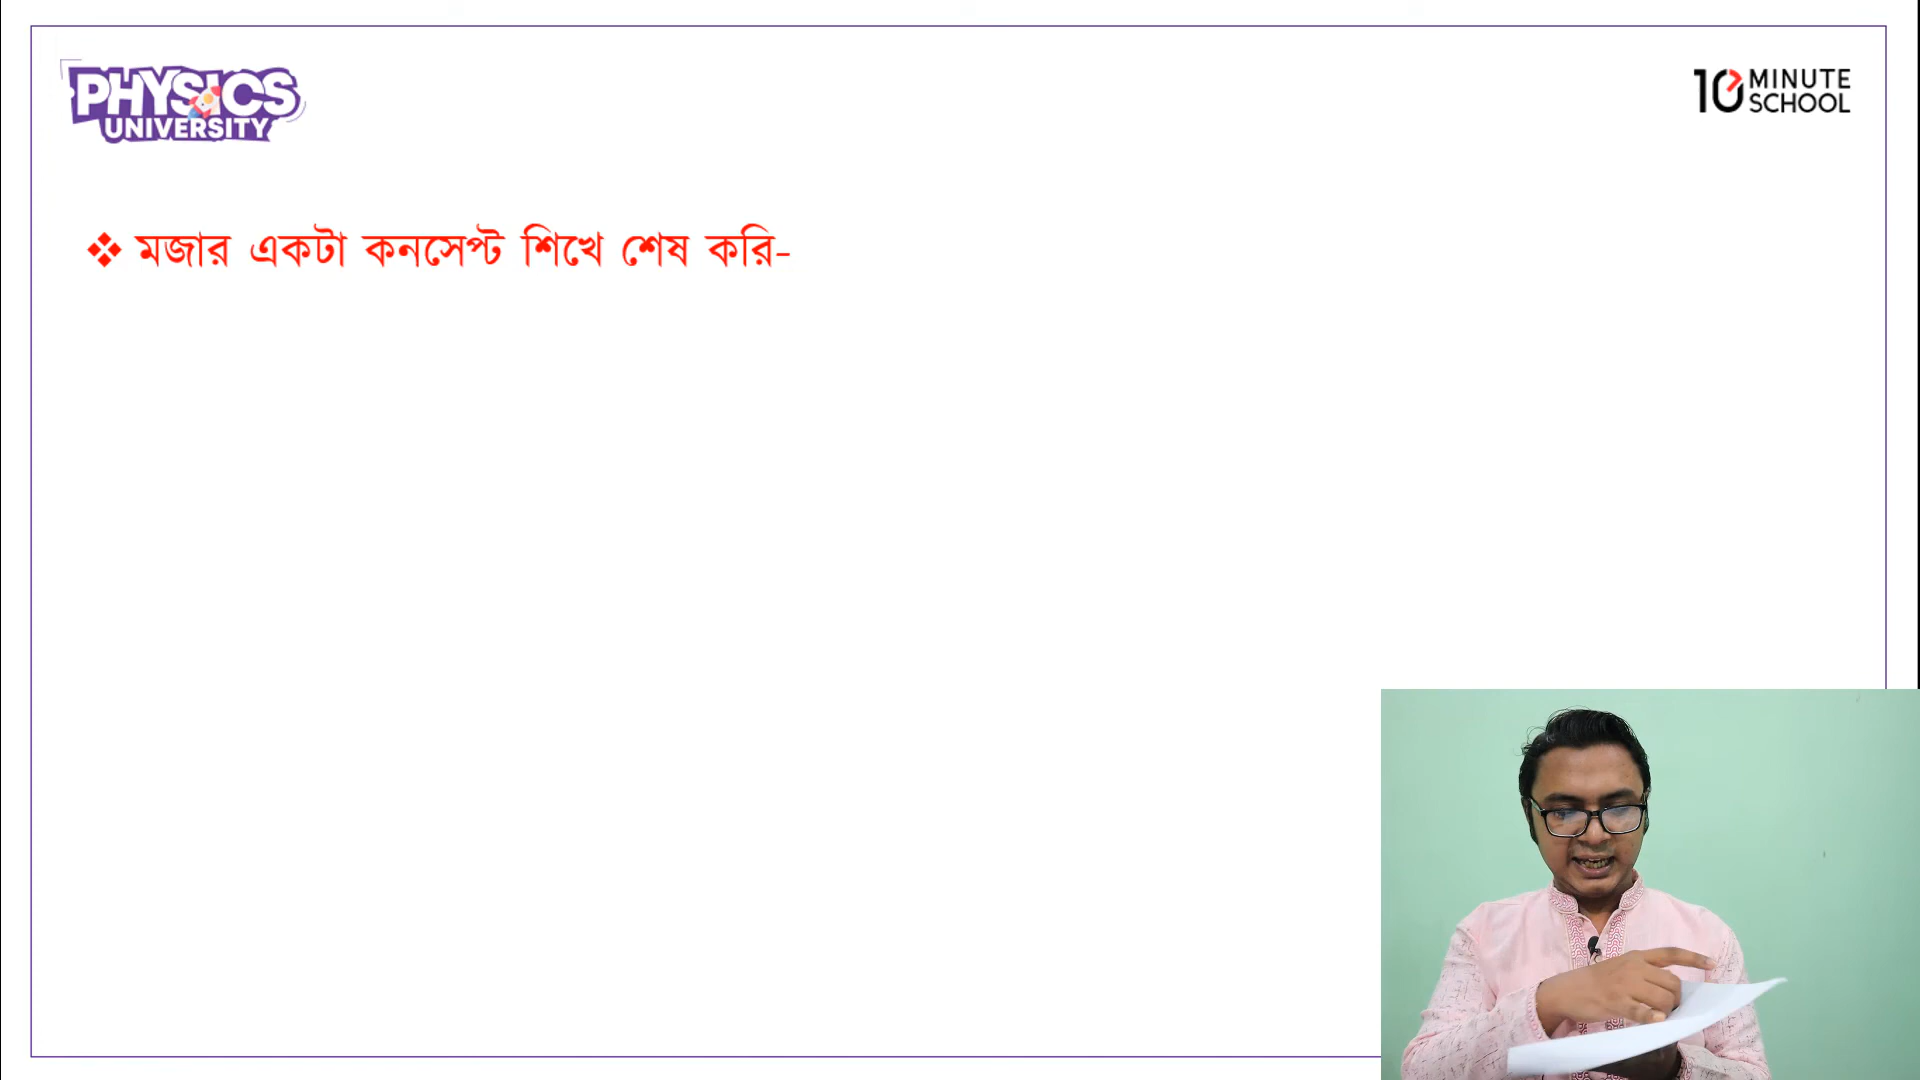 PHYSICS
UNIVERSITY
10 MINUTE
SCHOOL
❖ মজার একটা কনসেপ্ট শিখে শেষ করি-